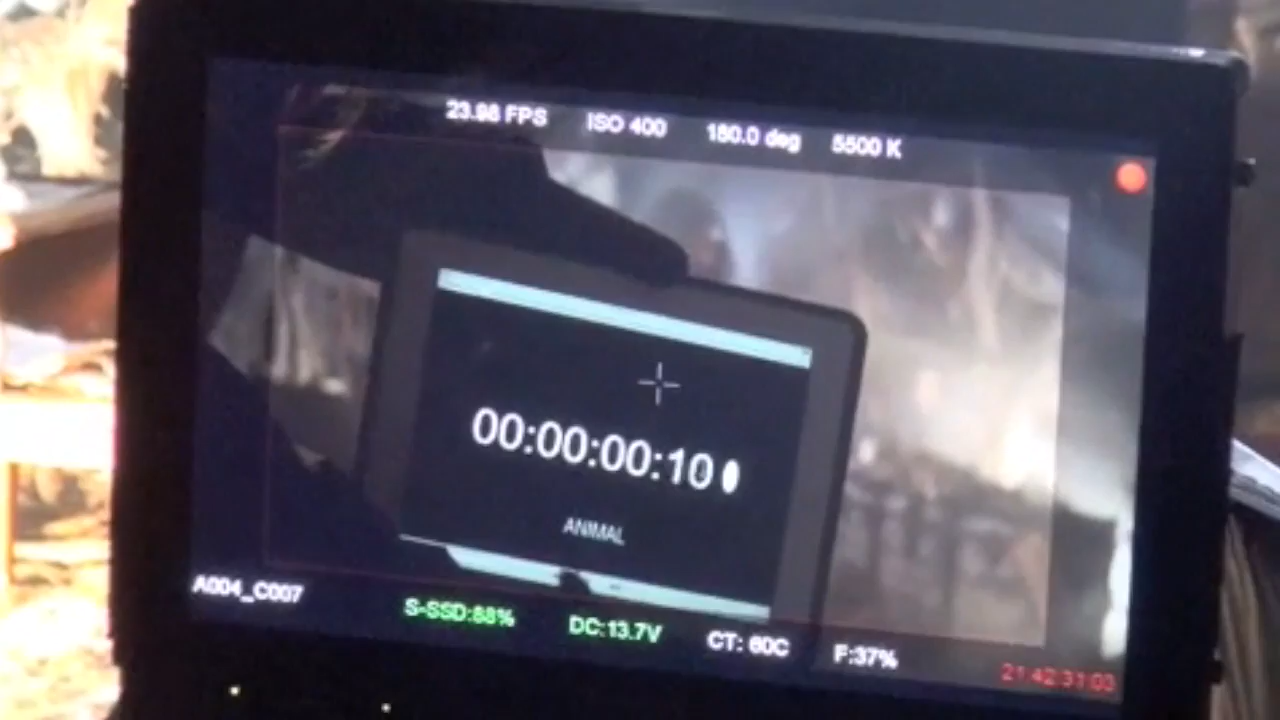 23.98 FPS ISO 400 180.0 deg 5500 K
00:00:00:10
ANIMAL
A004_C007 S-SSD:88% DC:13.7V CT: 60C F:37%
21:42:31:03